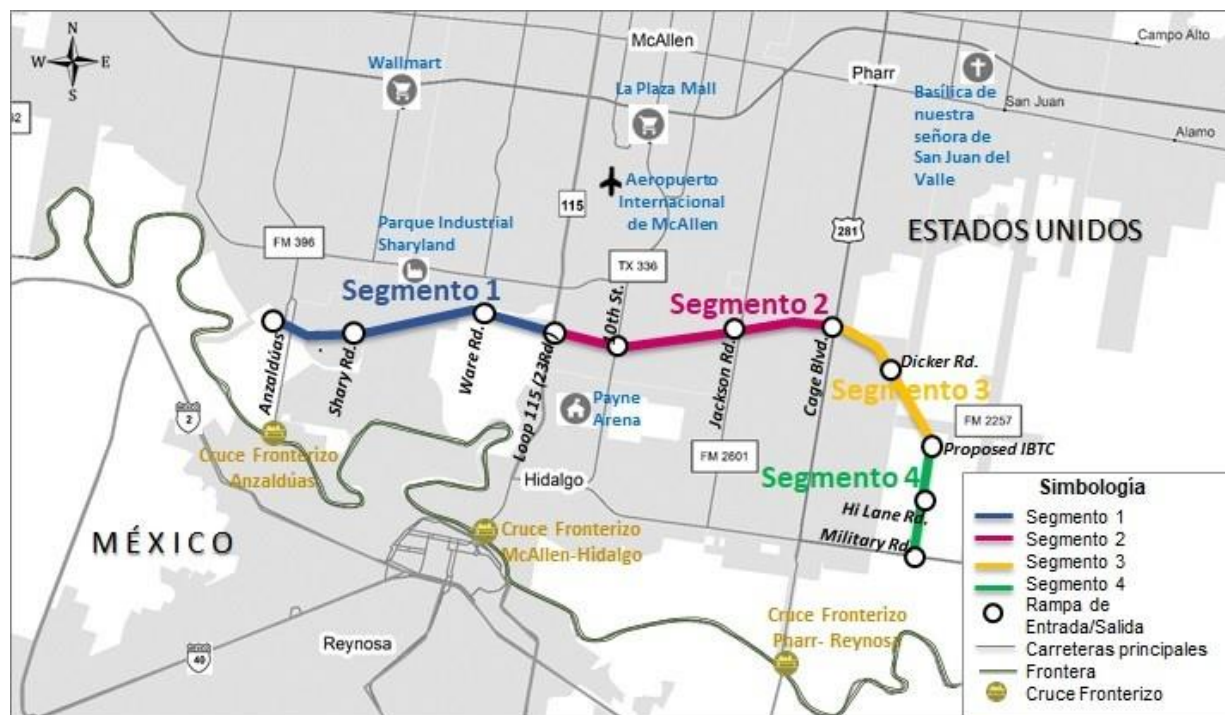 N
W
E
S
McAllen
Campo Alto
Wallmart
La Plaza Mall
Pharr
Basílica de
nuestra
señora de
San Juan del
Valle
San Juan
Alamo
115
Aeropuerto
Internacional
de McAllen
281
ESTADOS UNIDOS
Parque Industrial
Sharyland
FM 396
TX 336
Segmento 1
Segmento 2
Anzaldúas
Shary Rd.
Ware Rd.
Loop 115 (23Rd.)
10th St.
Jackson Rd.
Cage Blvd.
Dicker Rd.
Segmento 3
Payne
Arena
FM 2257
Proposed IBTC
2
Cruce Fronterizo
Anzaldúas
FM 2601
Segmento 4
Hidalgo
Hi Lane Rd.
Military Rd.
MÉXICO
Cruce Fronterizo
McAllen-Hidalgo
Reynosa
40
Cruce Fronterizo
Pharr- Reynosa
Simbología
Segmento 1
Segmento 2
Segmento 3
Segmento 4
Rampa de
Entrada/Salida
Carreteras principales
Frontera
Cruce Fronterizo